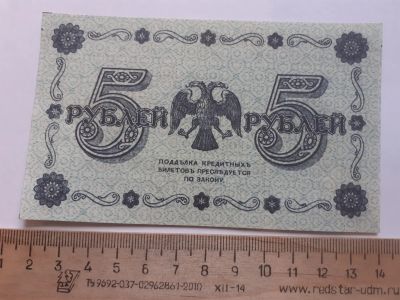 5 РУБЛЕЙ 5 РУБЛЕЙ
ПОДДѢЛКА КРЕДИТНЫХЪ
БИЛЕТОВЪ ПРЕСЛѢДУЕТСЯ
ПО ЗАКОНУ.
0 1 2 3 4 5 6 7 8 9 10 11 12 13 14
ТУ 9692-037-02962861-2010 XII-14 www.redstar-udm.ru